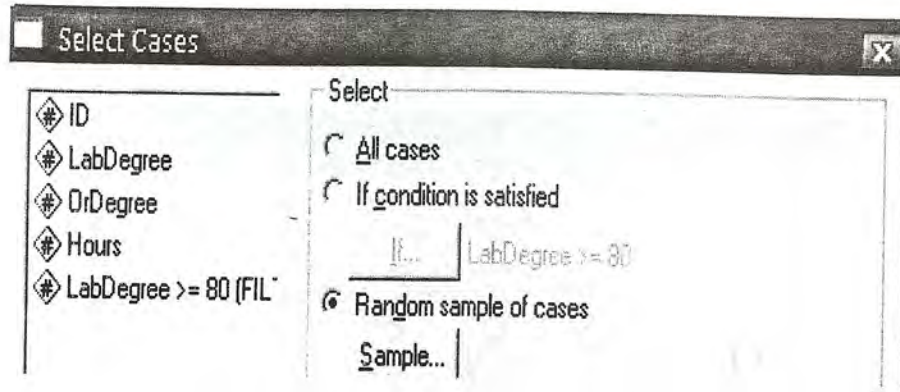 Select Cases
ID
LabDegree
OrDegree
Hours
LabDegree >= 80 (FIL
Select
All cases
If condition is satisfied
If... LabDegree >= 80
Random sample of cases
Sample...